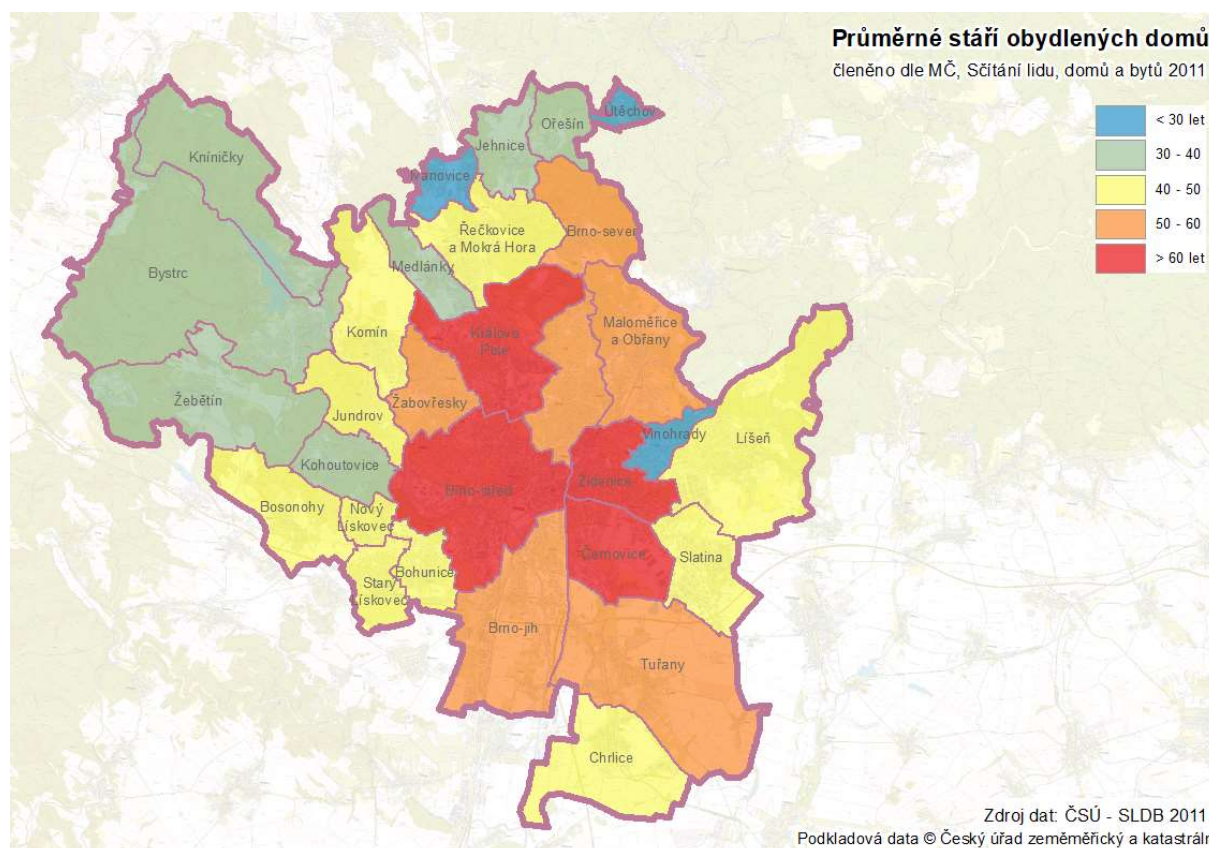 Průměrné stáří obydlených domů
členěno dle MČ, Sčítání lidu, domů a bytů 2011
< 30 let
30 - 40
40 - 50
50 - 60
> 60 let
Útěchov
Ořešín
Jehnice
Ivanovice
Kníničky
Řečkovice
a Mokrá Hora
Brno-sever
Medlánky
Bystrc
Komín
Královo
Pole
Maloměřice
a Obřany
Žebětín
Jundrov
Žabovřesky
Vinohrady
Líšeň
Kohoutovice
Brno-střed
Židenice
Bosonohy
Nový
Lískovec
Černovice
Slatina
Bohunice
Starý
Lískovec
Brno-jih
Tuřany
Chrlice
Zdroj dat: ČSÚ - SLDB 2011
Podkladová data © Český úřad zeměměřický a katastráln